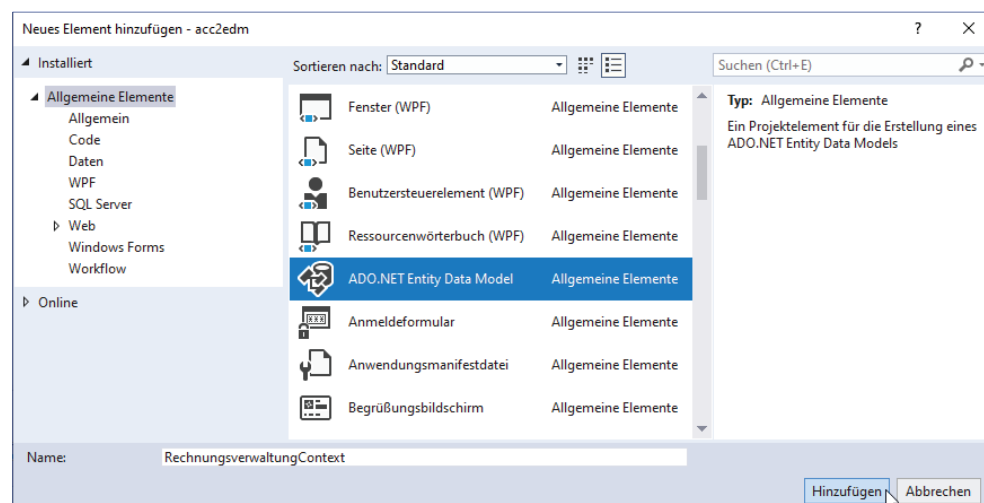 Neues Element hinzufügen - acc2edm
?
Installiert
Sortieren nach: Standard
Suchen (Ctrl+E)
Allgemeine Elemente
Allgemein
Code
Daten
WPF
SQL Server
Web
Windows Forms
Workflow
Online
Fenster (WPF) Allgemeine Elemente
Seite (WPF) Allgemeine Elemente
Benutzersteuerelement (WPF) Allgemeine Elemente
Ressourcenwörterbuch (WPF) Allgemeine Elemente
ADO.NET Entity Data Model Allgemeine Elemente
Anmeldeformular Allgemeine Elemente
Anwendungsmanifestdatei Allgemeine Elemente
Begrüßungsbildschirm Allgemeine Elemente
Typ: Allgemeine Elemente
Ein Projektelement für die Erstellung eines
ADO.NET Entity Data Models
Name: RechnungsverwaltungContext
Hinzufügen Abbrechen